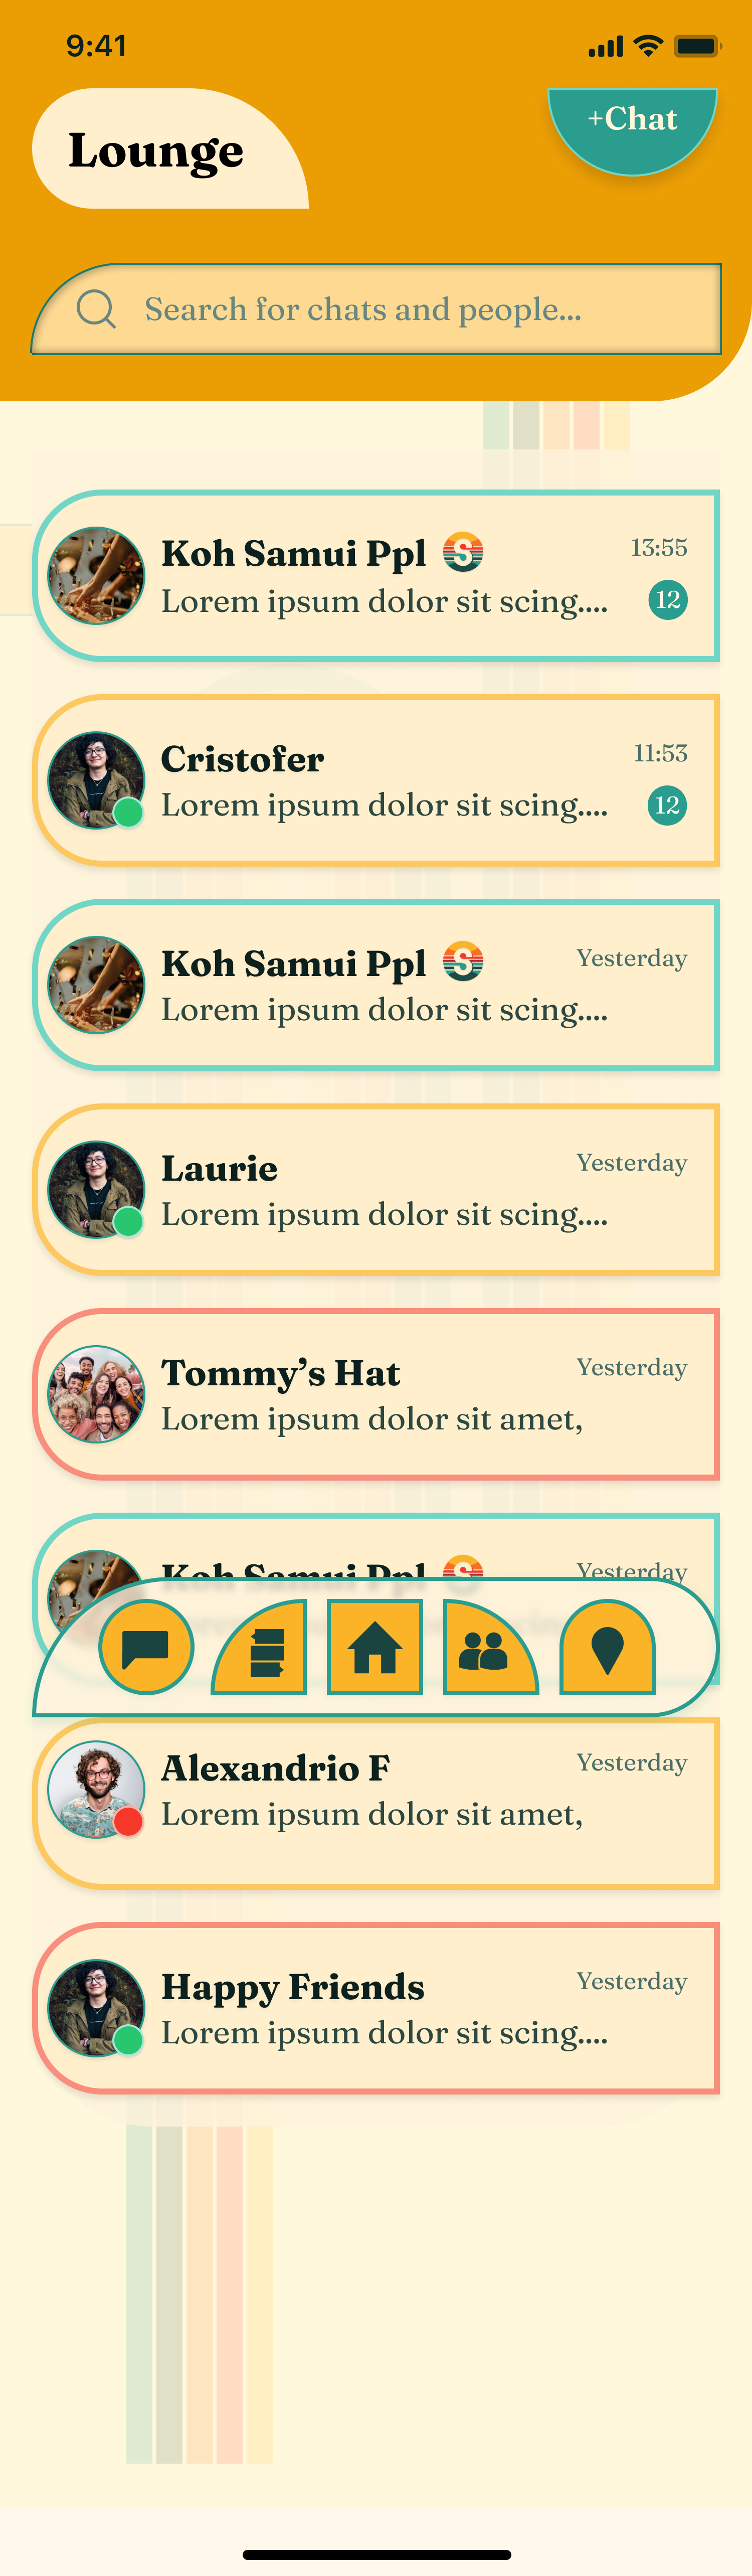 9:41
Lounge
+Chat
Search for chats and people...
Koh Samui Ppl S
13:55
Lorem ipsum dolor sit scing....
12
Cristofer
11:53
Lorem ipsum dolor sit scing....
12
Koh Samui Ppl S
Yesterday
Lorem ipsum dolor sit scing....
Laurie
Yesterday
Lorem ipsum dolor sit scing....
Tommy’s Hat
Yesterday
Lorem ipsum dolor sit amet,
Koh Samui Ppl S
Yesterday
Alexandrio F
Yesterday
Lorem ipsum dolor sit amet,
Happy Friends
Yesterday
Lorem ipsum dolor sit scing....